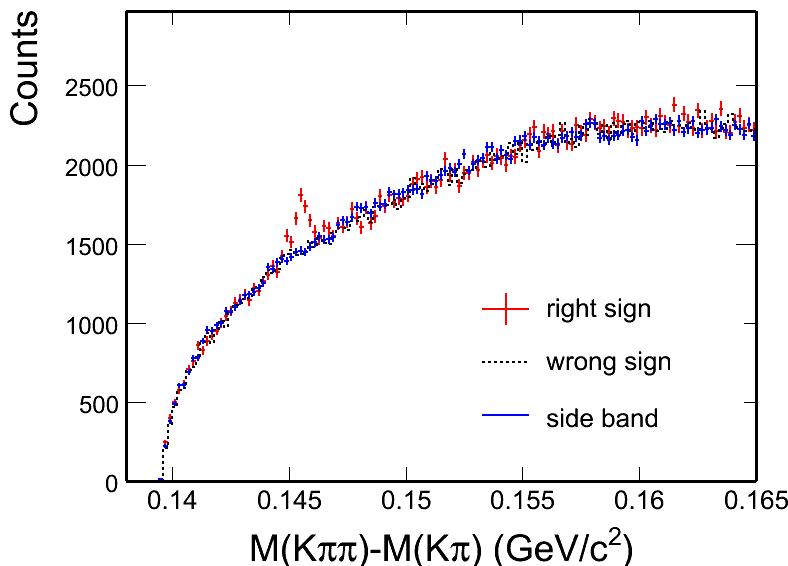 Counts
2500
2000
1500
1000
500
0
right sign
wrong sign
side band
0.14 0.145 0.15 0.155 0.16 0.165
M(Kππ)-M(Kπ) (GeV/c²)